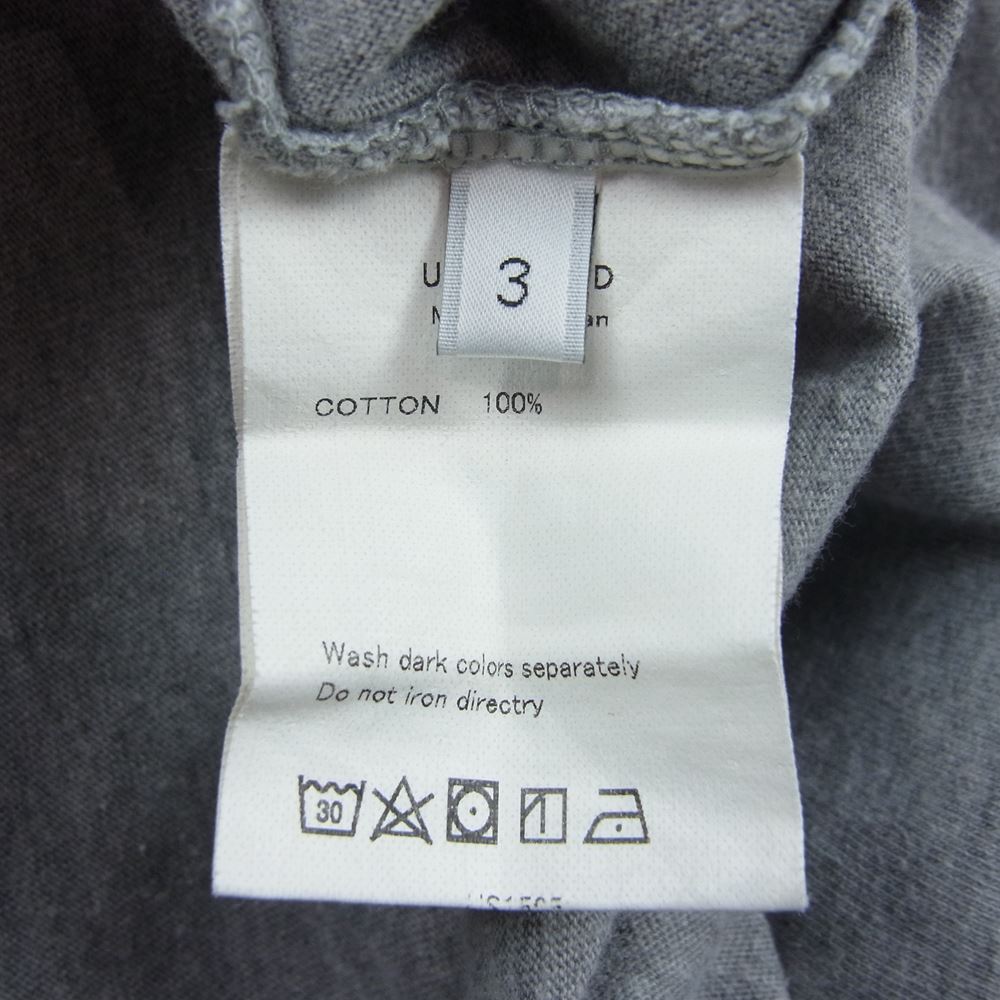 3
COTTON 100%
Wash dark colors separately
Do not iron directry
30